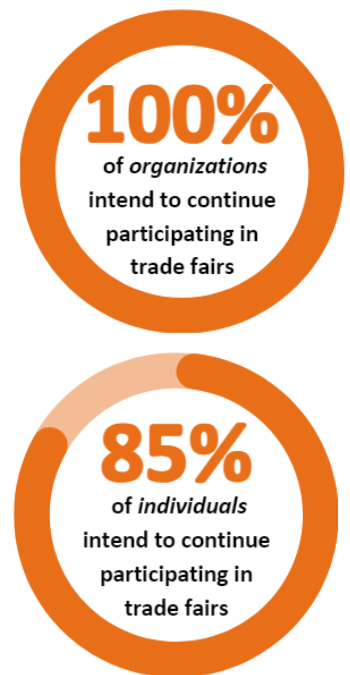 100%
of organizations
intend to continue
participating in
trade fairs
85%
of individuals
intend to continue
participating in
trade fairs